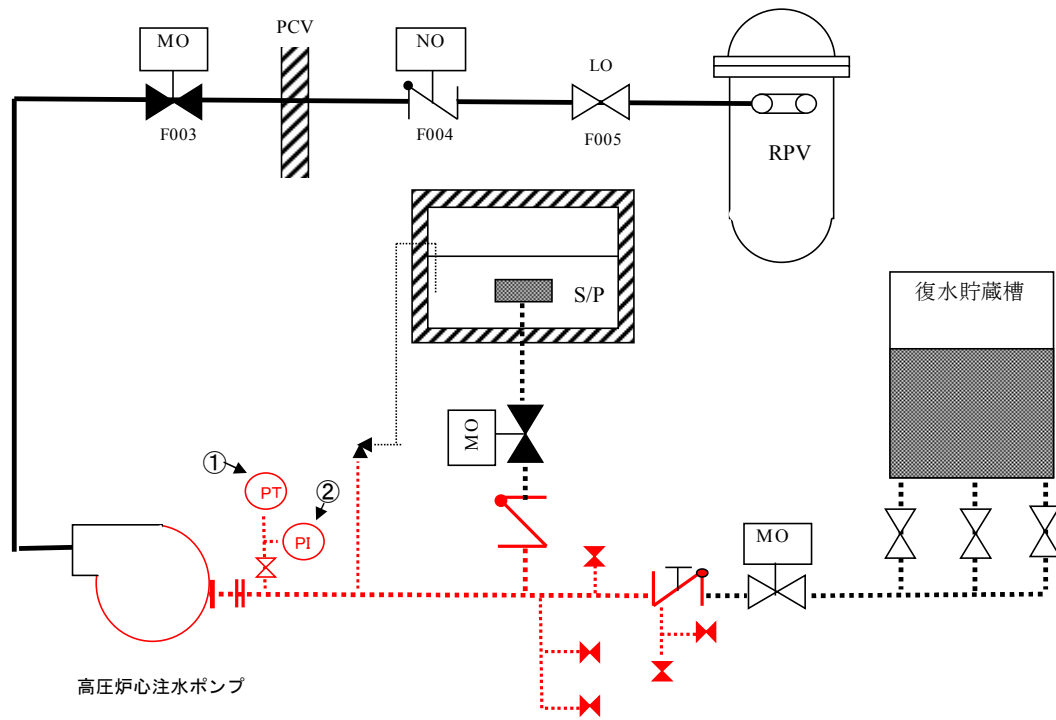 PCV
MO
NO
LO
F003
F004
F005
RPV
S/P
復水貯蔵槽
MO
①
PT
②
PI
MO
高圧炉心注水ポンプ